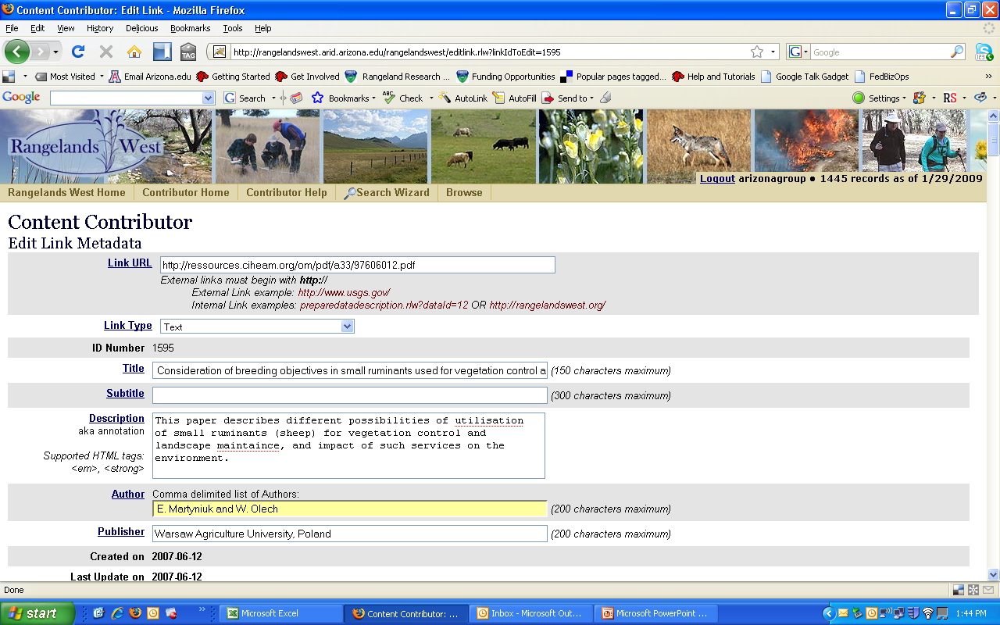 Content Contributor: Edit Link - Mozilla Firefox
File Edit View History Delicious Bookmarks Tools Help
TAG http://rangelandswest.arid.arizona.edu/rangelandswest/editlink.rlw?linkIdToEdit=1595 G Google
Most Visited Email Arizona.edu Getting Started Get Involved Rangeland Research ... Funding Opportunities Popular pages tagged... Help and Tutorials Google Talk Gadget FedBizOps »
Google G Search Bookmarks ABC Check AutoLink AutoFill Send to Settings RS
Rangelands West
Logout arizonagroup ● 1445 records as of 1/29/2009
Rangelands West Home Contributor Home Contributor Help Search Wizard Browse
Content Contributor
Edit Link Metadata
Link URL http://ressources.ciheam.org/om/pdf/a33/97606012.pdf
External links must begin with http://
External Link example: http://www.usgs.gov/
Internal Link examples: preparedatadescription.rlw?dataId=12 OR http://rangelandswest.org/
Link Type Text
ID Number 1595
Title Consideration of breeding objectives in small ruminants used for vegetation control a (150 characters maximum)
Subtitle (300 characters maximum)
Description This paper describes different possibilities of utilisation
aka annotation of small ruminants (sheep) for vegetation control and
landscape maintaince, and impact of such services on the
Supported HTML tags: environment.
<em>, <strong>
Author Comma delimited list of Authors:
E. Martyniuk and W. Olech (200 characters maximum)
Publisher Warsaw Agriculture University, Poland (200 characters maximum)
Created on 2007-06-12
Last Update on 2007-06-12
Done
start » Microsoft Excel Content Contributor: ... Inbox - Microsoft Out... Microsoft PowerPoint ... 1:44 PM